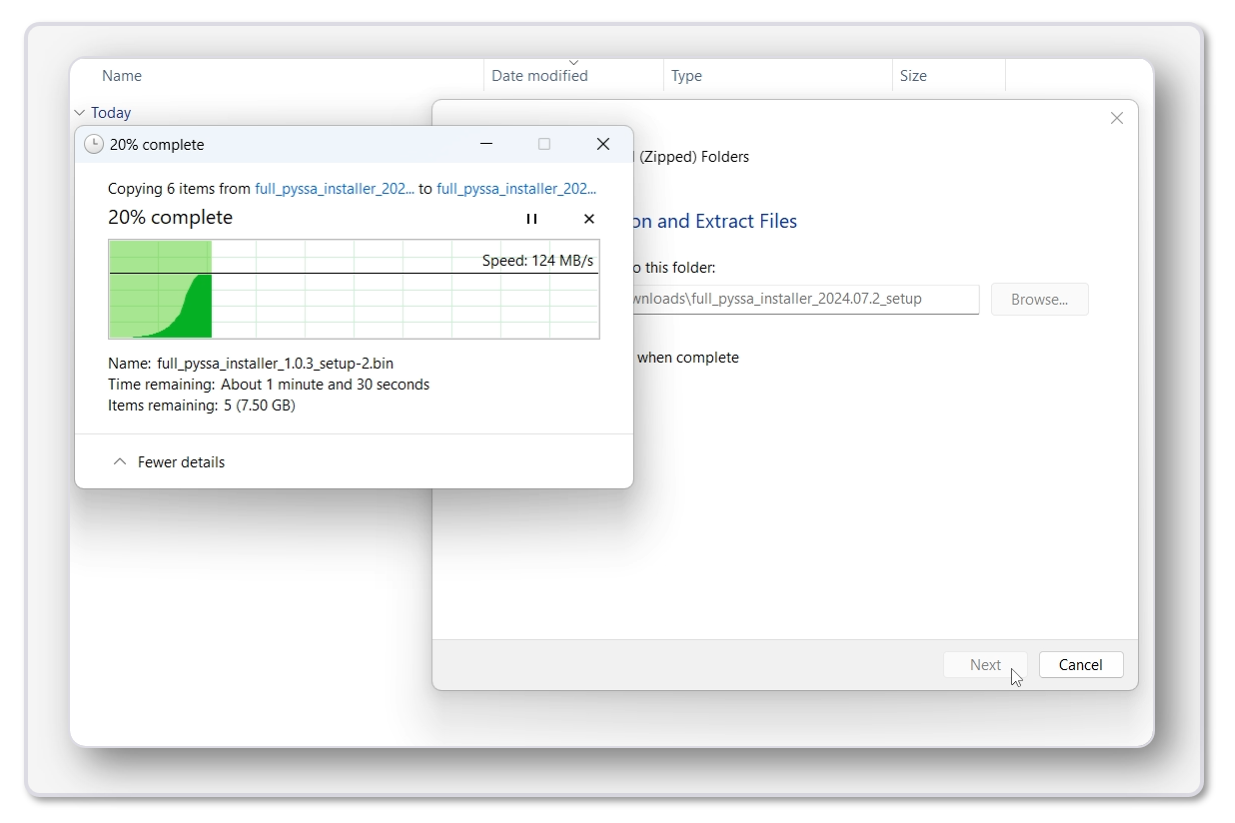 Name Date modified Type Size
Today
20% complete
Copying 6 items from full_pyssa_installer_202... to full_pyssa_installer_202...
20% complete
Speed: 124 MB/s
Name: full_pyssa_installer_1.0.3_setup-2.bin
Time remaining: About 1 minute and 30 seconds
Items remaining: 5 (7.50 GB)
Fewer details
(Zipped) Folders
on and Extract Files
o this folder:
wnloads\full_pyssa_installer_2024.07.2_setup
Browse...
when complete
Next Cancel